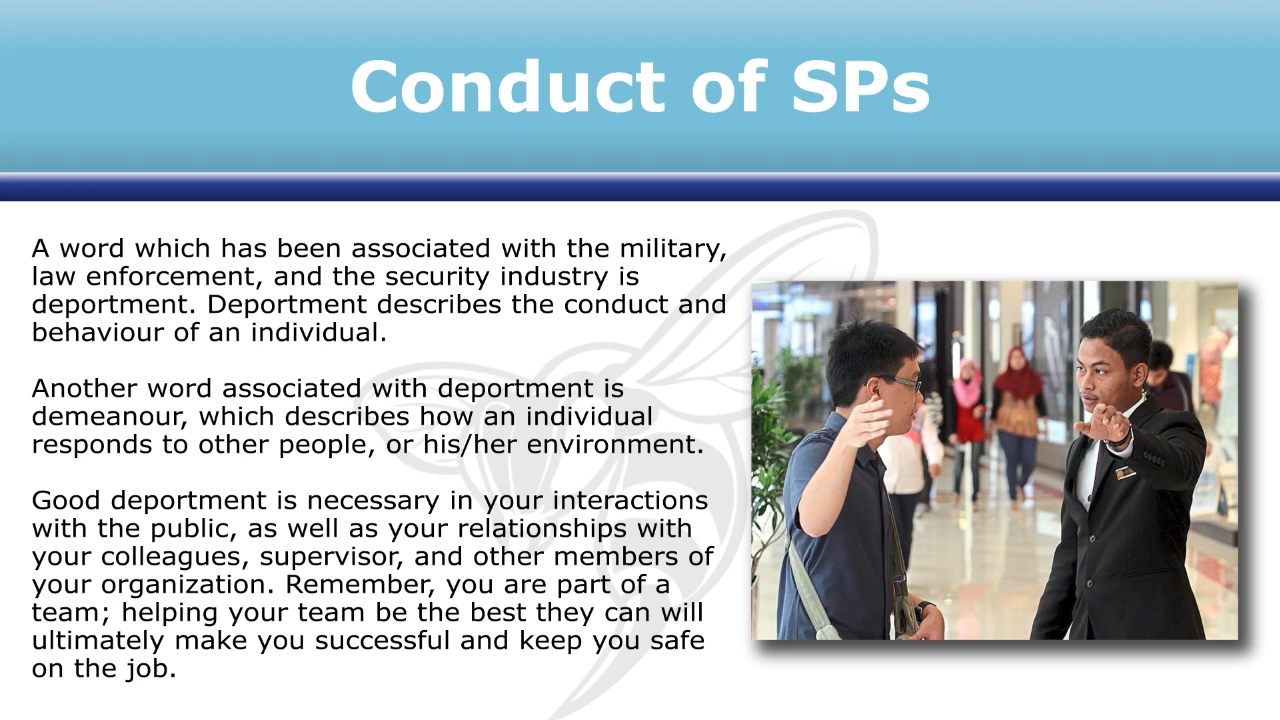 Conduct of SPs
A word which has been associated with the military,
law enforcement, and the security industry is
deportment. Deportment describes the conduct and
behaviour of an individual.
Another word associated with deportment is
demeanour, which describes how an individual
responds to other people, or his/her environment.
Good deportment is necessary in your interactions
with the public, as well as your relationships with
your colleagues, supervisor, and other members of
your organization. Remember, you are part of a
team; helping your team be the best they can will
ultimately make you successful and keep you safe
on the job.